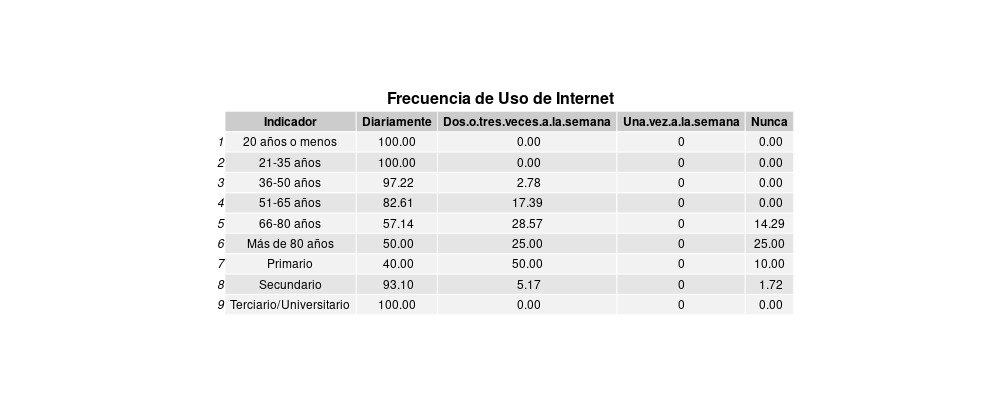 Frecuencia de Uso de Internet
Indicador Diariamente Dos.o.tres.veces.a.la.semana Una.vez.a.la.semana Nunca
1 20 años o menos 100.00 0.00 0 0.00
2 21-35 años 100.00 0.00 0 0.00
3 36-50 años 97.22 2.78 0 0.00
4 51-65 años 82.61 17.39 0 0.00
5 66-80 años 57.14 28.57 0 14.29
6 Más de 80 años 50.00 25.00 0 25.00
7 Primario 40.00 50.00 0 10.00
8 Secundario 93.10 5.17 0 1.72
9 Terciario/Universitario 100.00 0.00 0 0.00